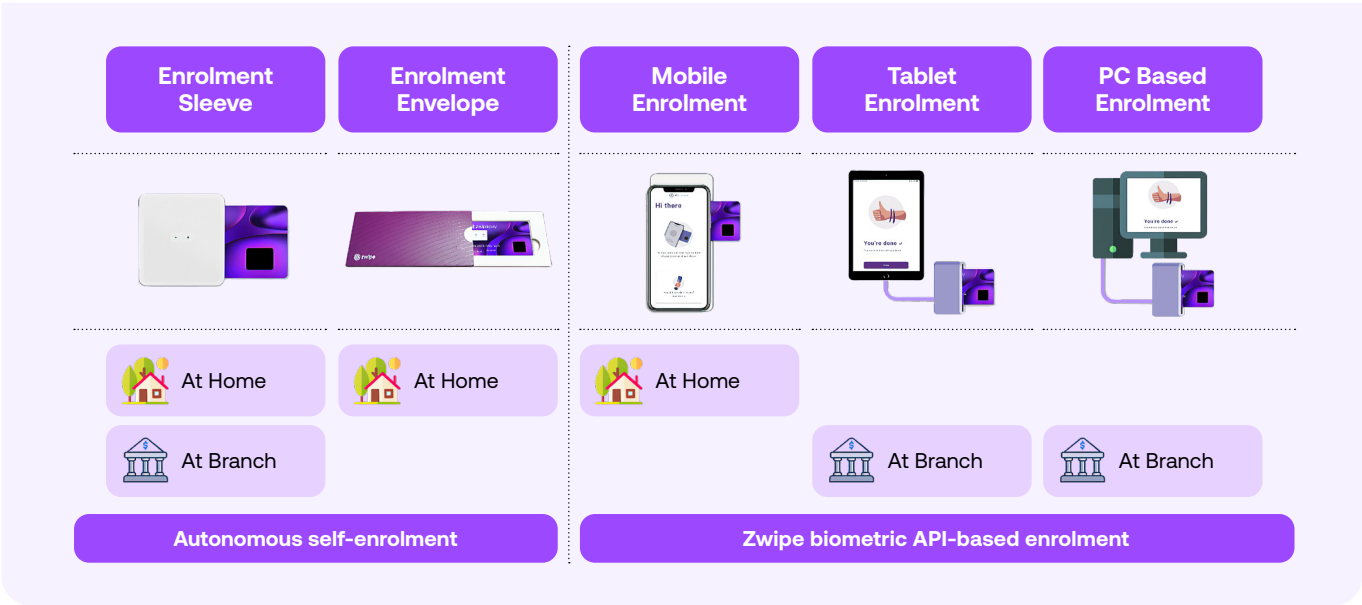 Enrolment
Sleeve
Enrolment
Envelope
Mobile
Enrolment
Tablet
Enrolment
PC Based
Enrolment
zwipe
Hi there
You're done
You're done
At Home
At Home
At Home
At Branch
At Branch
At Branch
Autonomous self-enrolment
Zwipe biometric API-based enrolment